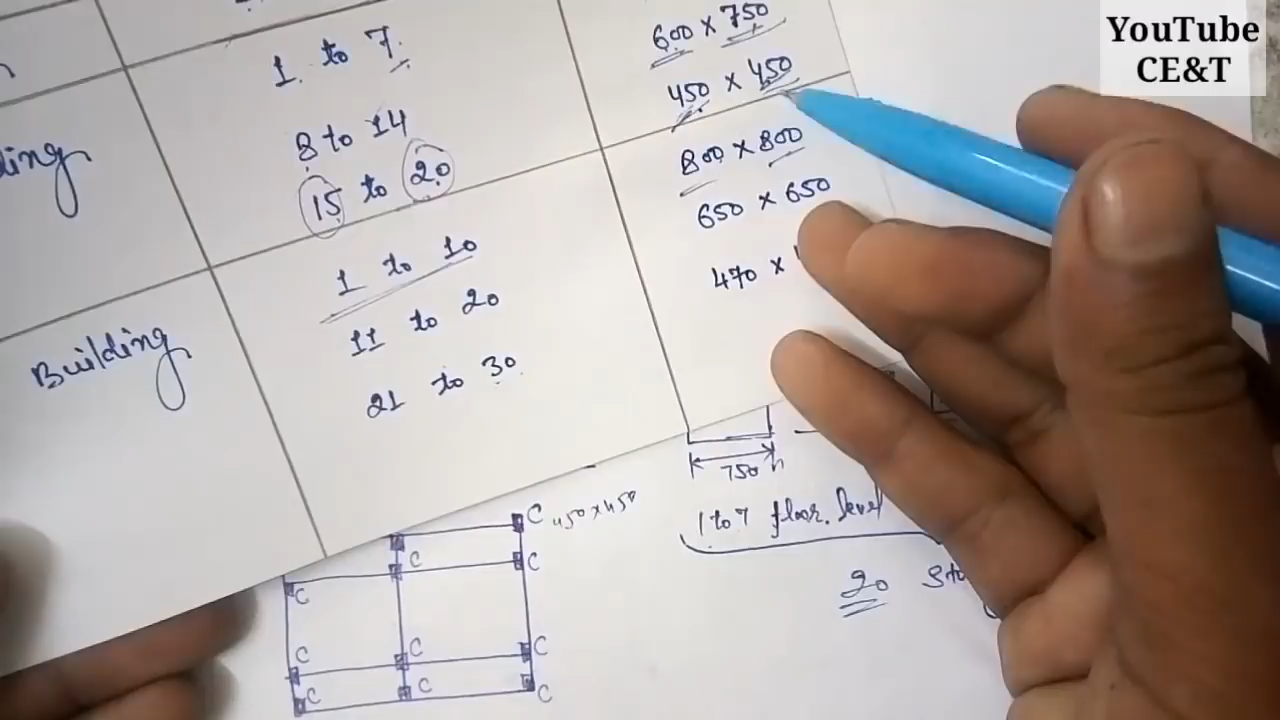 YouTube
CE&T
1 to 7
600 x 750
450 x 450
8 to 14
15 to 20
800 x 800
650 x 650
470 x
1 to 10
11 to 20
21 to 30
Building
750
1 to 7 floor level
20
C 450x450
C
C
C
C
C
C
C
C
C